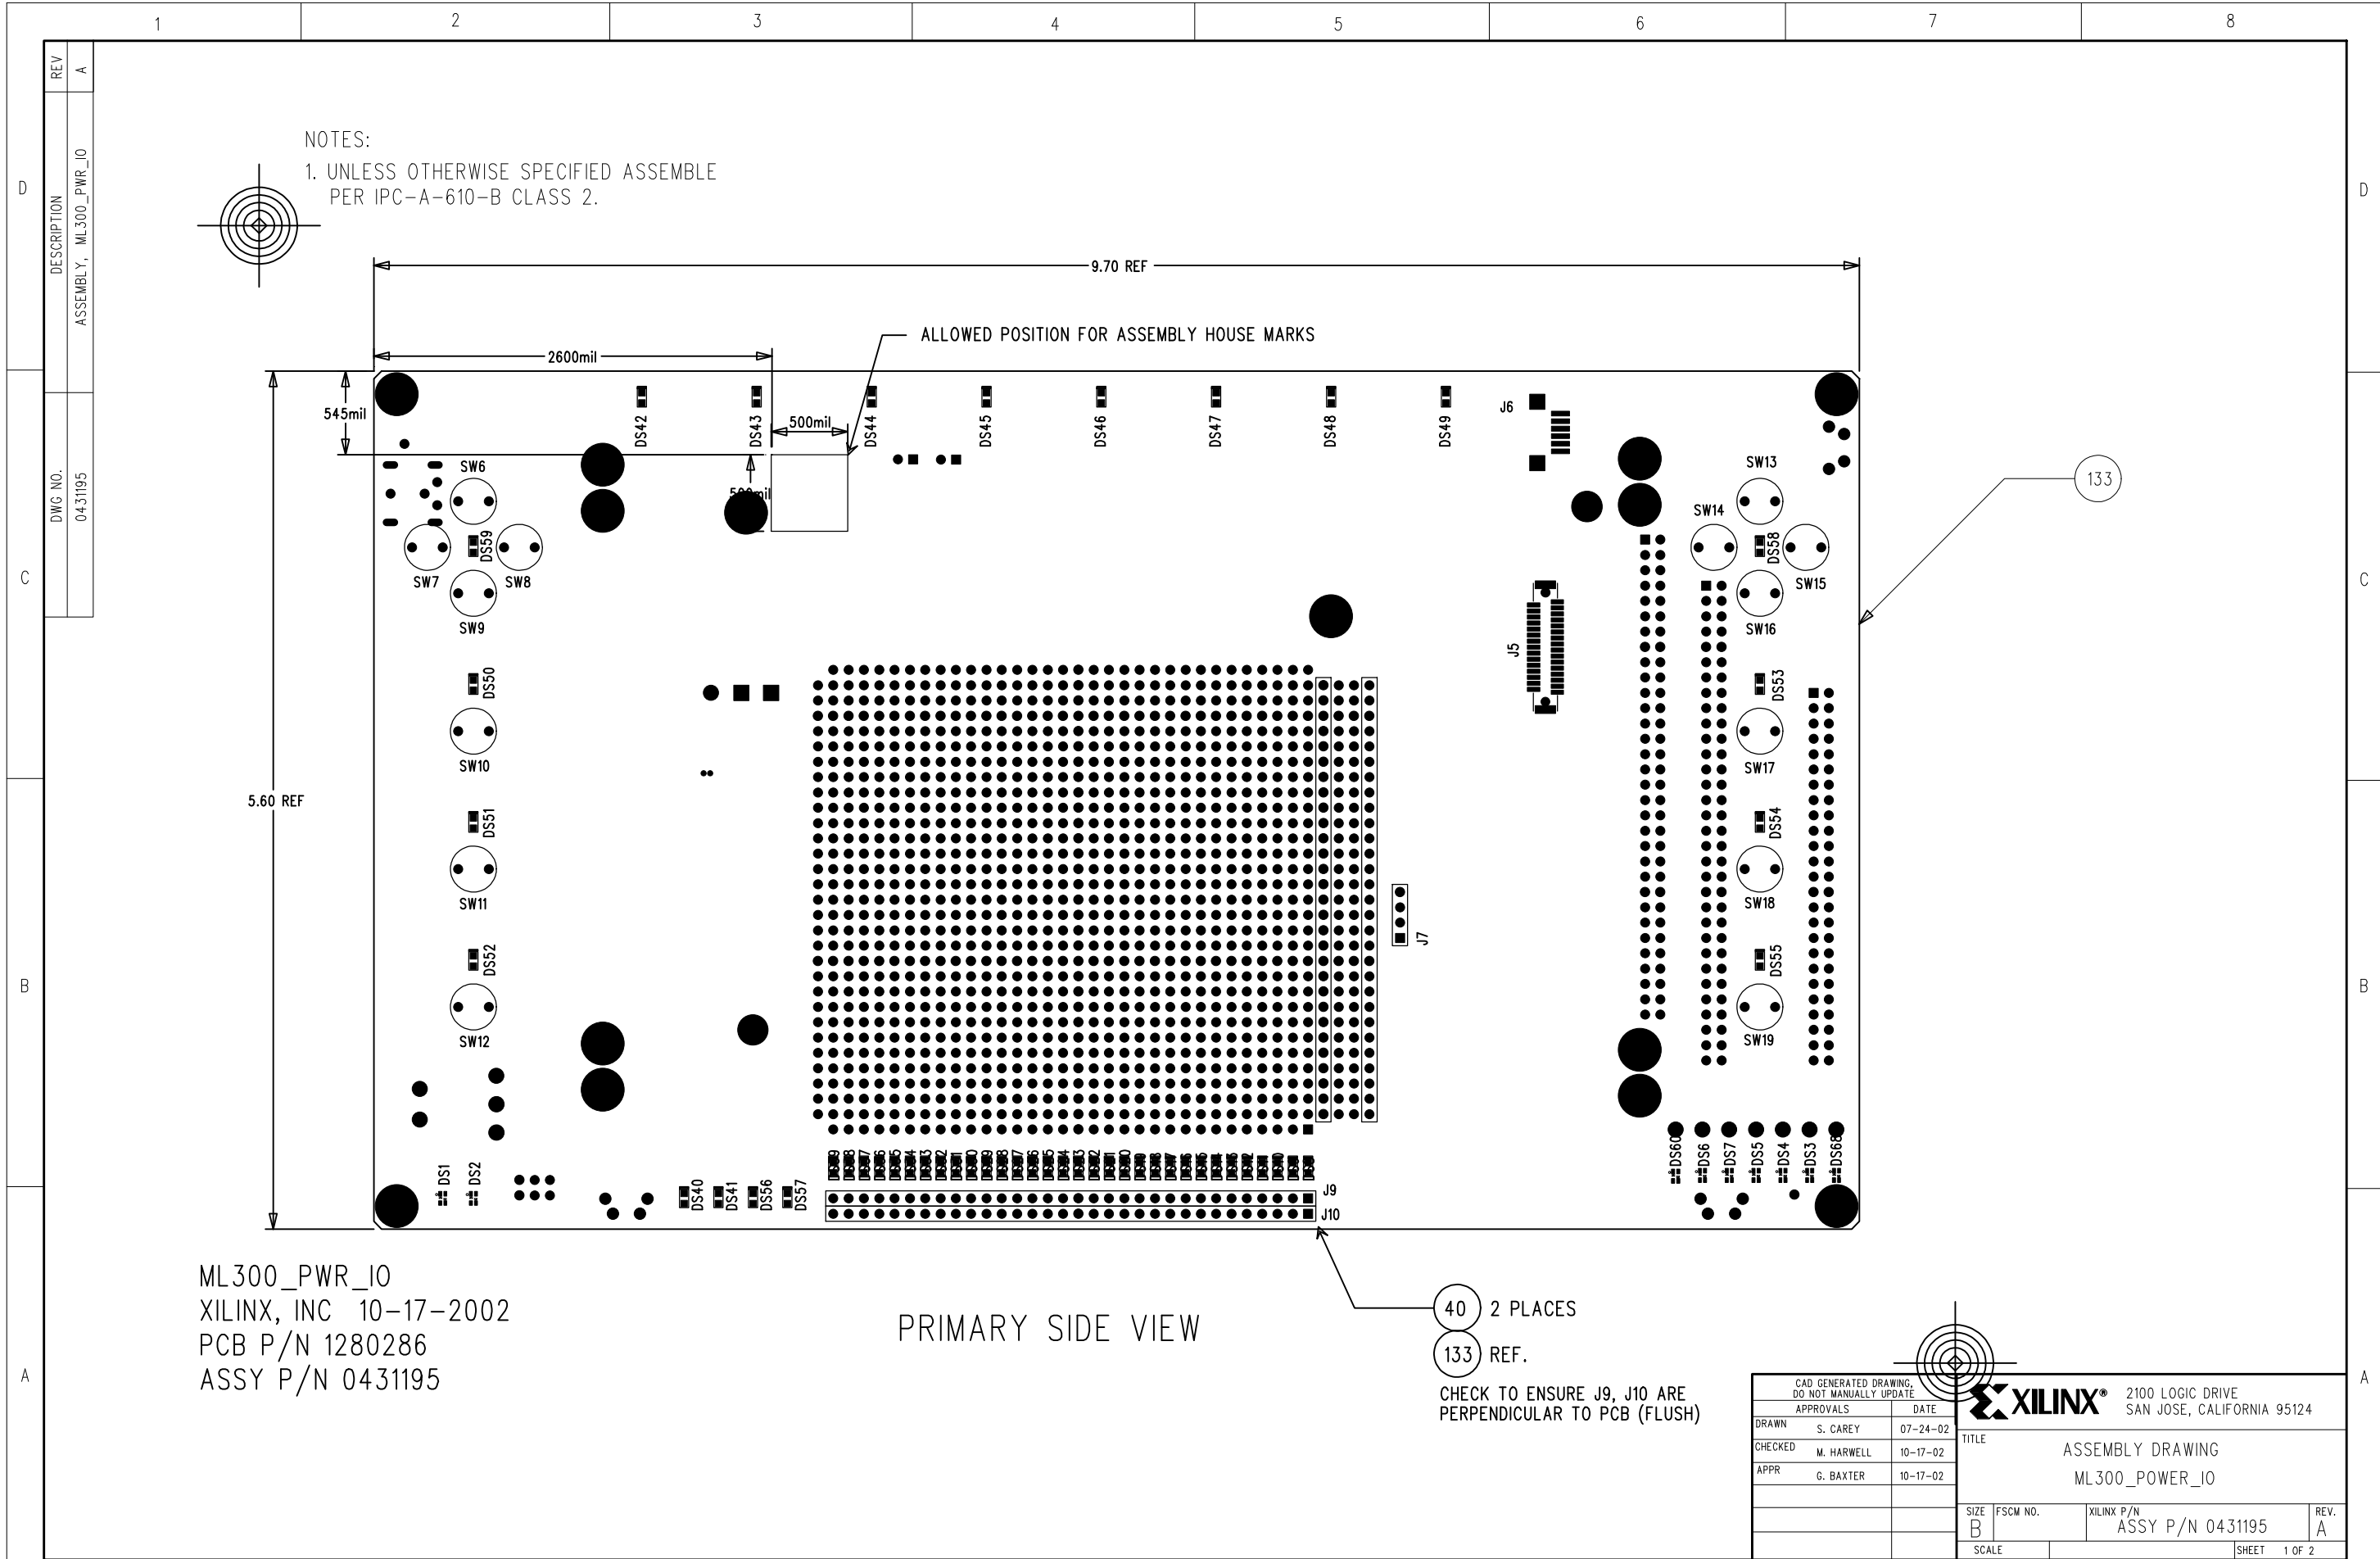 1 2 3 4 5 6 7 8
D
C
B
A
D
C
B
A
REV
A
DESCRIPTION
ASSEMBLY, ML300_PWR_IO
DWG NO.
0431195
NOTES:
1. UNLESS OTHERWISE SPECIFIED ASSEMBLE
PER IPC-A-610-B CLASS 2.
9.70 REF
ALLOWED POSITION FOR ASSEMBLY HOUSE MARKS
2600mil
545mil
500mil
5.60 REF
DS42
DS43
DS44
DS45
DS46
DS47
DS48
DS49
J6
SW6
DS59
SW7
SW8
SW9
DS50
SW10
DS51
SW11
DS52
SW12
SW13
SW14
DS58
SW15
SW16
DS53
SW17
DS54
SW18
DS55
SW19
133
J5
J7
DS1
DS2
DS40
DS41
DS56
DS57
J9
J10
DS60
DS6
DS7
DS5
DS4
DS3
DS68
ML300_PWR_IO
XILINX, INC 10-17-2002
PCB P/N 1280286
ASSY P/N 0431195
PRIMARY SIDE VIEW
40 2 PLACES
133 REF.
CHECK TO ENSURE J9, J10 ARE
PERPENDICULAR TO PCB (FLUSH)
CAD GENERATED DRAWING,
DO NOT MANUALLY UPDATE
APPROVALS DATE
DRAWN S. CAREY 07-24-02
CHECKED M. HARWELL 10-17-02
APPR G. BAXTER 10-17-02
XILINX®
2100 LOGIC DRIVE
SAN JOSE, CALIFORNIA 95124
TITLE
ASSEMBLY DRAWING
ML300_POWER_IO
SIZE
B
FSCM NO.
XILINX P/N
ASSY P/N 0431195
REV.
A
SCALE
SHEET 1 OF 2